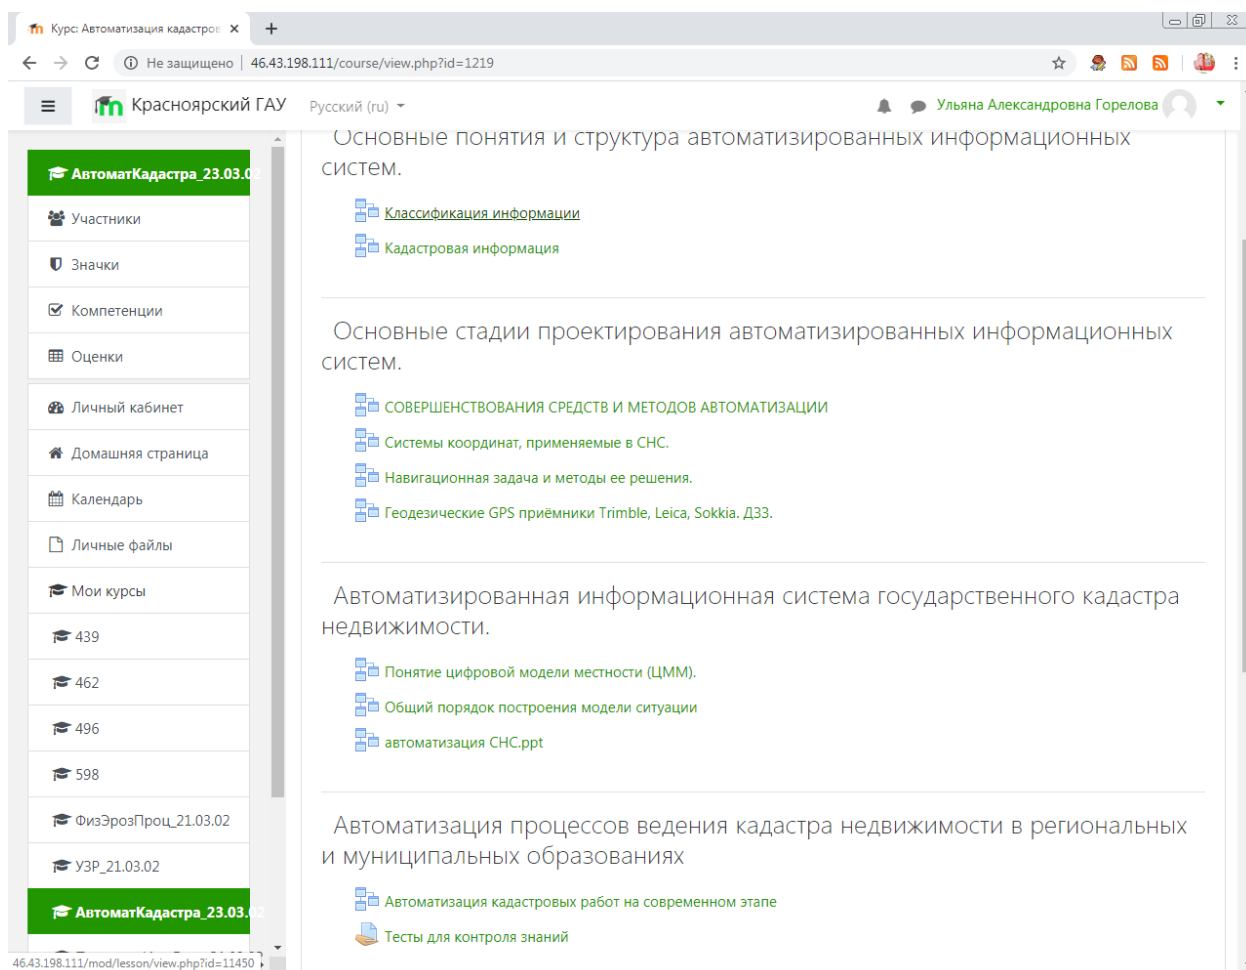 Курс: Автоматизация кадастров
Не защищено | 46.43.198.111/course/view.php?id=1219
Красноярский ГАУ Русский (ru) Ульяна Александровна Горелова
АвтоматКадастра_23.03.02
Участники
Значки
Компетенции
Оценки
Личный кабинет
Домашняя страница
Календарь
Личные файлы
Мои курсы
439
462
496
598
ФизЭрозПроц_21.03.02
УЗР_21.03.02
АвтоматКадастра_23.03.02
46.43.198.111/mod/lesson/view.php?id=11450
Основные понятия и структура автоматизированных информационных
систем.
Классификация информации
Кадастровая информация
Основные стадии проектирования автоматизированных информационных
систем.
СОВЕРШЕНСТВОВАНИЯ СРЕДСТВ И МЕТОДОВ АВТОМАТИЗАЦИИ
Системы координат, применяемые в СНС.
Навигационная задача и методы ее решения.
Геодезические GPS приёмники Trimble, Leica, Sokkia. ДЗЗ.
Автоматизированная информационная система государственного кадастра
недвижимости.
Понятие цифровой модели местности (ЦММ).
Общий порядок построения модели ситуации
автоматизация СНС.ppt
Автоматизация процессов ведения кадастра недвижимости в региональных
и муниципальных образованиях
Автоматизация кадастровых работ на современном этапе
Тесты для контроля знаний